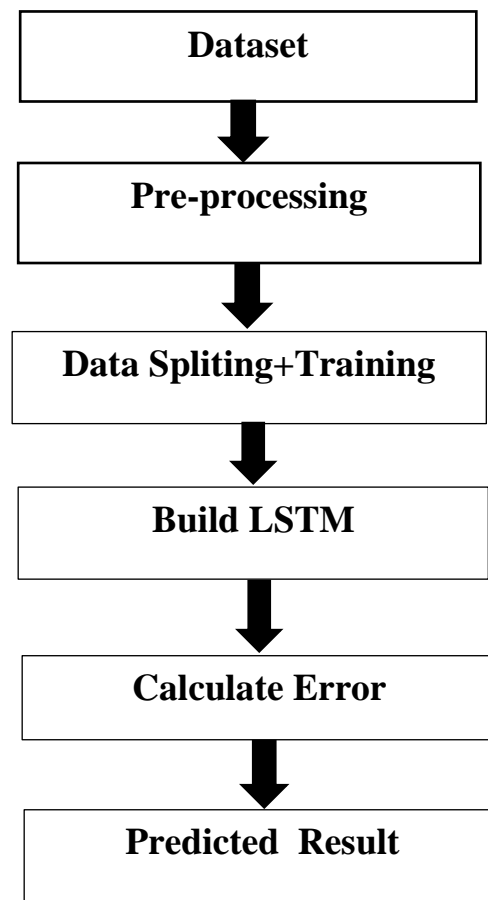 Dataset
Pre-processing
Data Spliting+Training
Build LSTM
Calculate Error
Predicted  Result